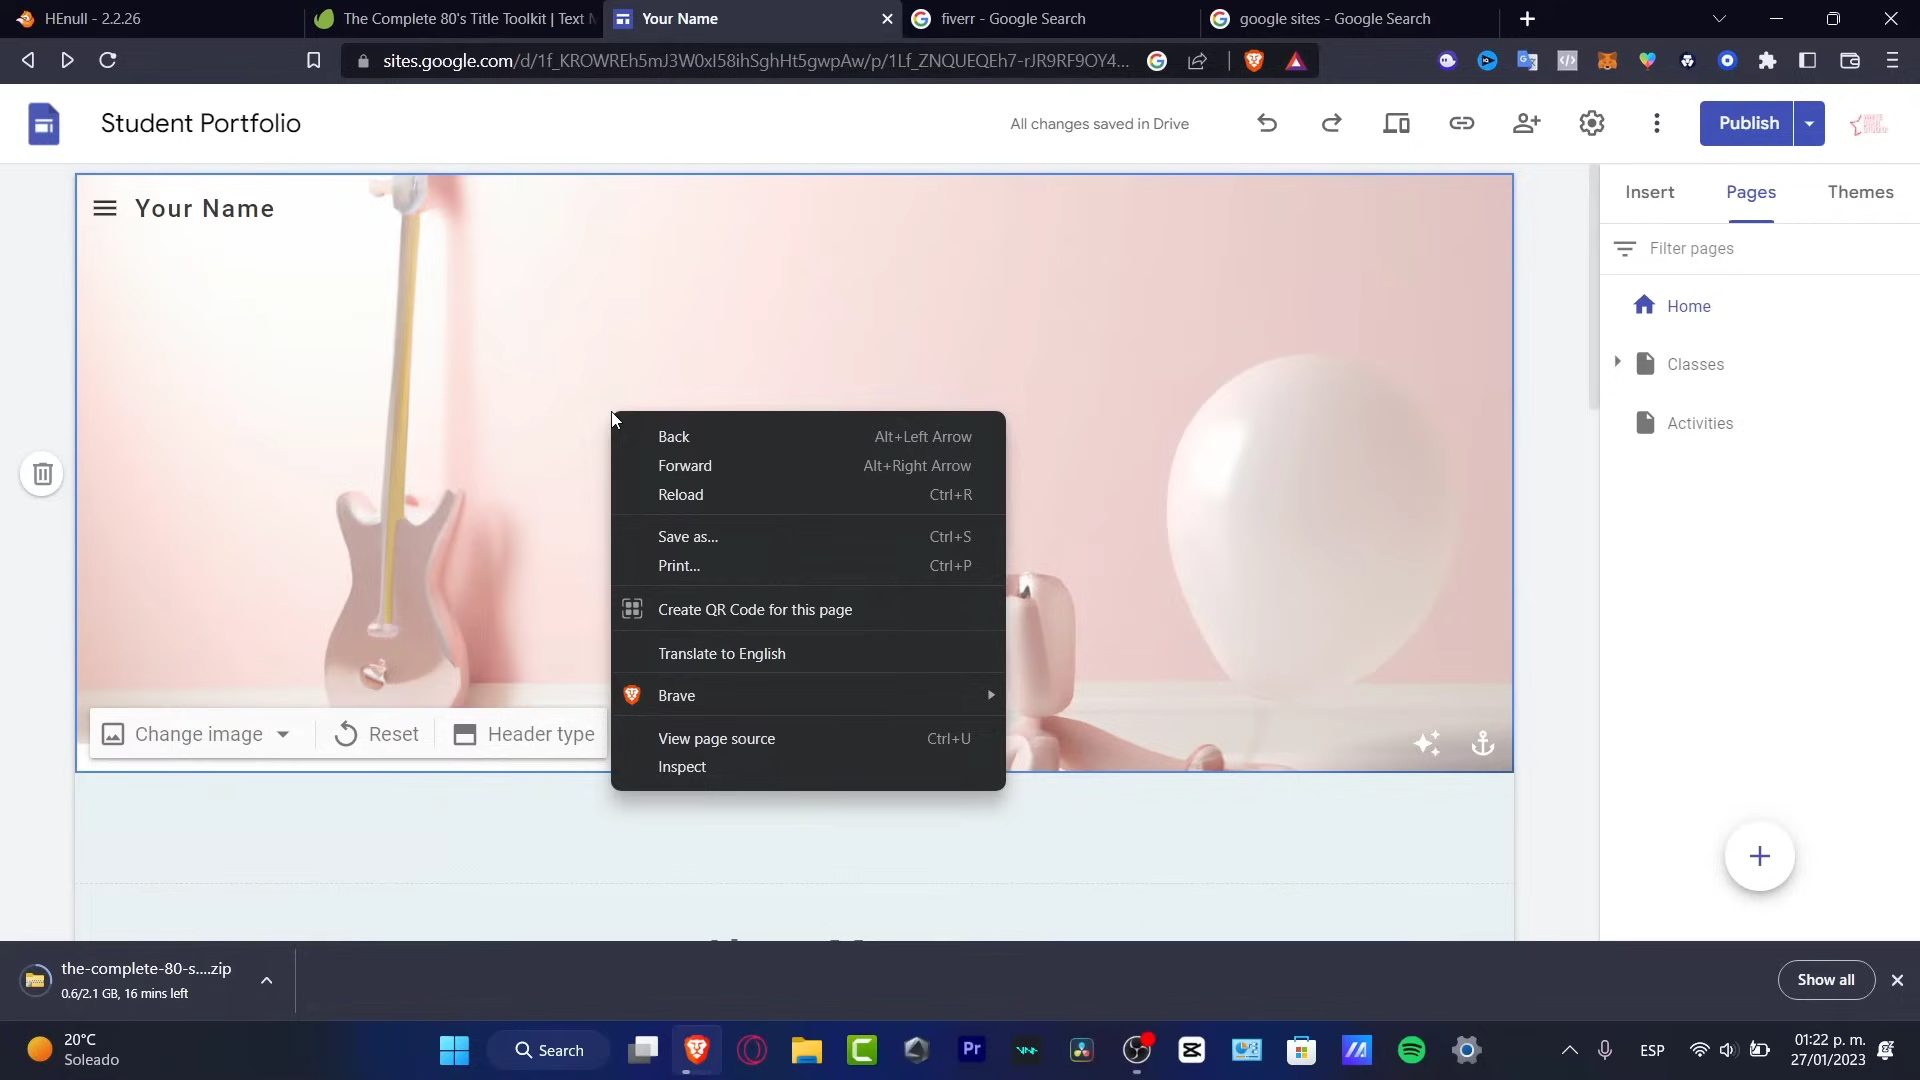 HEnull - 2.2.26
The Complete 80's Title Toolkit | Text M
Your Name
fiverr - Google Search
google sites - Google Search
sites.google.com/d/1f_KROWREh5mJ3W0xI58ihSghHt5gwpAw/p/1Lf_ZNQUEQEh7-rJR9RF9OY4...
Student Portfolio
All changes saved in Drive
Publish
Your Name
Insert
Pages
Themes
Filter pages
Home
Classes
Activities
Back Alt+Left Arrow
Forward Alt+Right Arrow
Reload Ctrl+R
Save as... Ctrl+S
Print... Ctrl+P
Create QR Code for this page
Translate to English
Brave
View page source Ctrl+U
Inspect
Change image
Reset
Header type
the-complete-80-s....zip
0.6/2.1 GB, 16 mins left
Show all
20°C
Soleado
Search
Pr
ESP
01:22 p. m.
27/01/2023